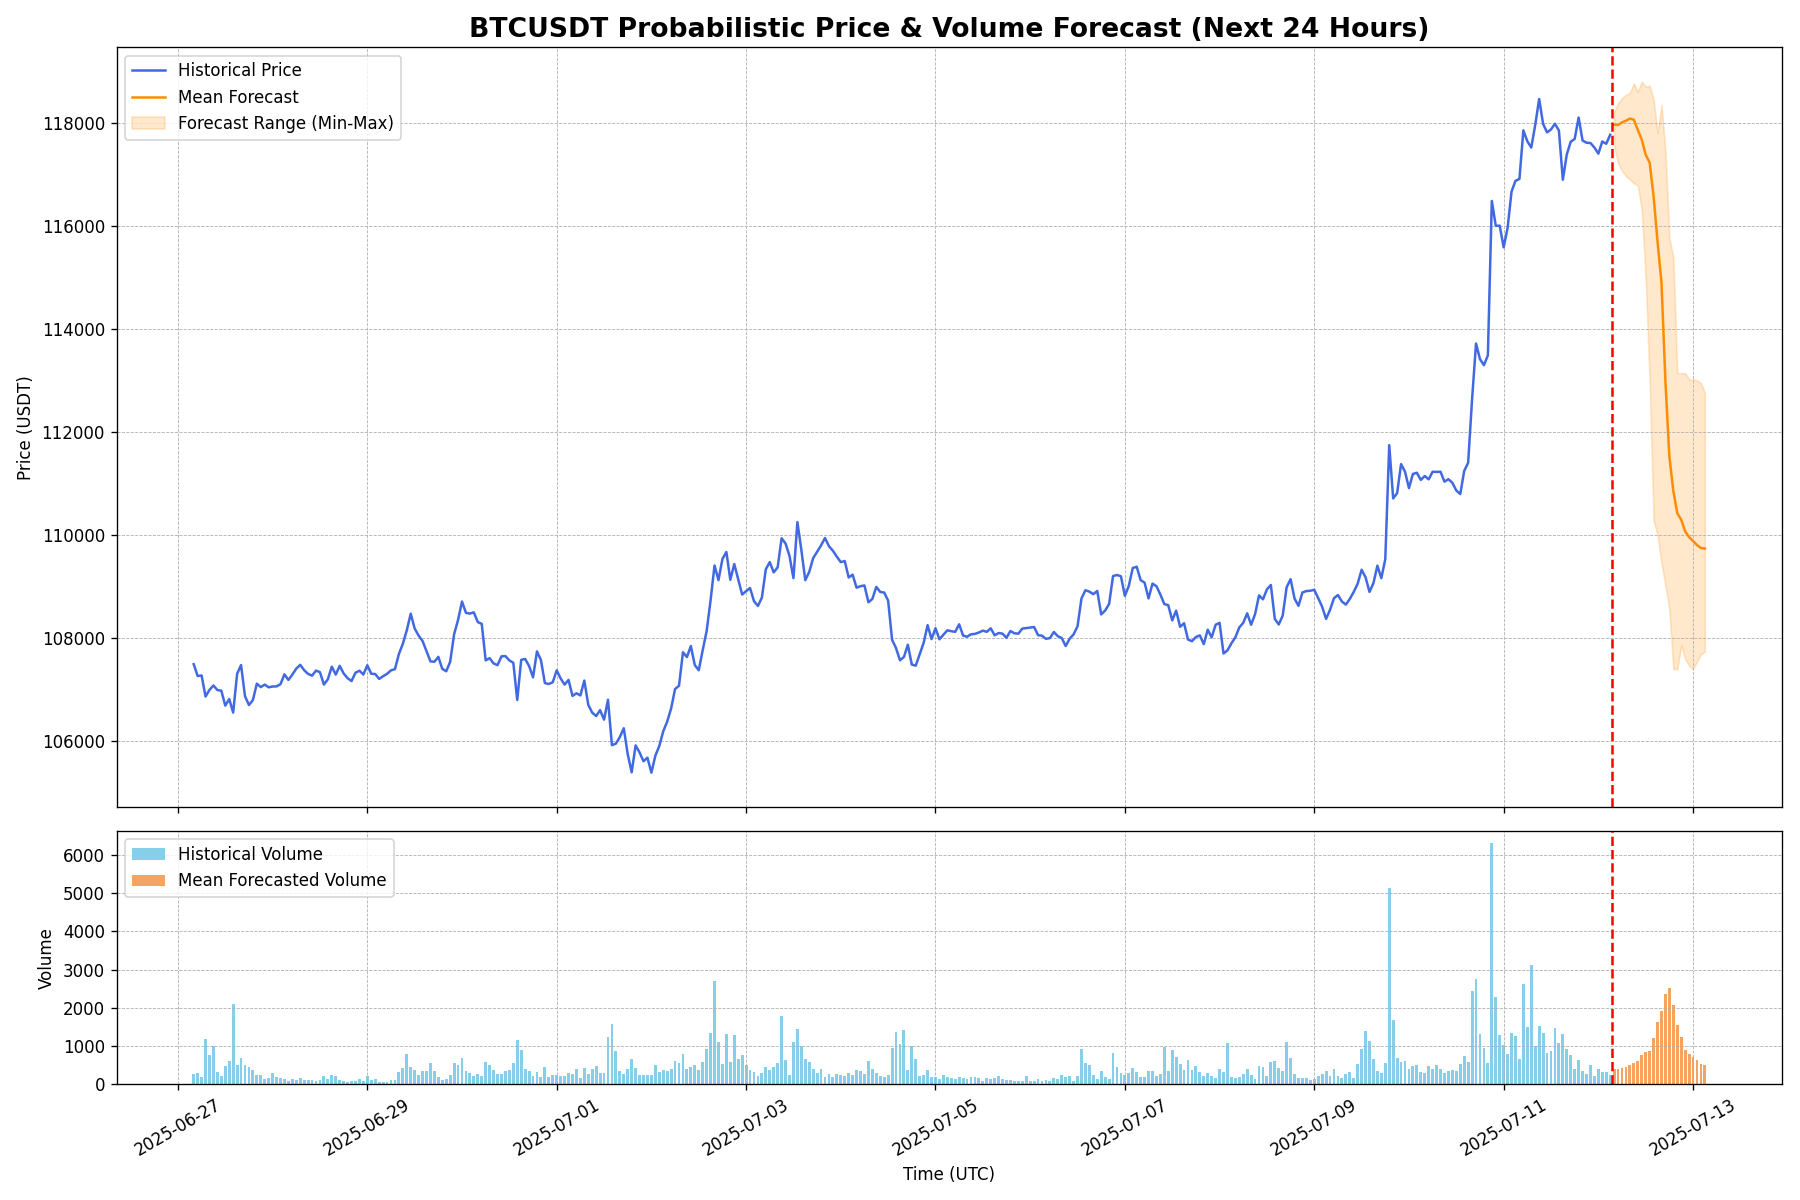 BTCUSDT Probabilistic Price & Volume Forecast (Next 24 Hours)
Historical Price
Mean Forecast
Forecast Range (Min-Max)
118000
116000
114000
112000
110000
108000
106000
Price (USDT)
Historical Volume
Mean Forecasted Volume
6000
5000
4000
3000
2000
1000
0
Volume
2025-06-27
2025-06-29
2025-07-01
2025-07-03
2025-07-05
2025-07-07
2025-07-09
2025-07-11
2025-07-13
Time (UTC)